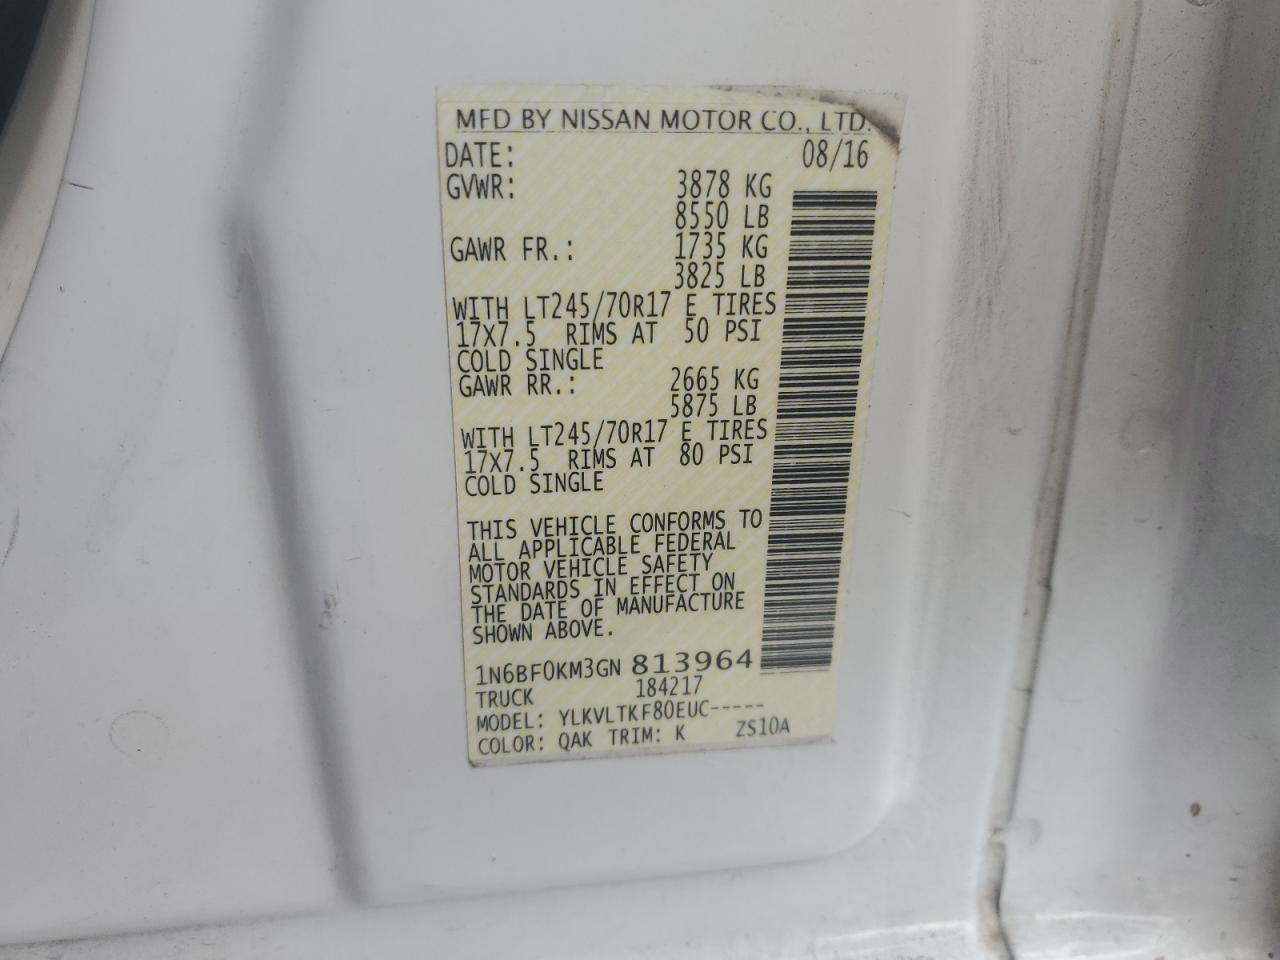 MFD BY NISSAN MOTOR CO., LTD.
DATE: 08/16
GVWR: 3878 KG
8550 LB
GAWR FR.: 1735 KG
3825 LB
WITH LT245/70R17 E TIRES
17X7.5 RIMS AT 50 PSI
COLD SINGLE
GAWR RR.: 2665 KG
5875 LB
WITH LT245/70R17 E TIRES
17X7.5 RIMS AT 80 PSI
COLD SINGLE
THIS VEHICLE CONFORMS TO
ALL APPLICABLE FEDERAL
MOTOR VEHICLE SAFETY
STANDARDS IN EFFECT ON
THE DATE OF MANUFACTURE
SHOWN ABOVE.
1N6BF0KM3GN 813964
TRUCK 184217
MODEL: YLKVLTKF80EUC-----
COLOR: QAK TRIM: K ZS10A